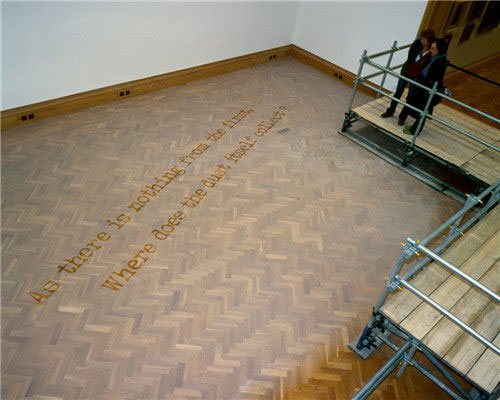 As there is nothing from the first,
Where does the dust itself collect?